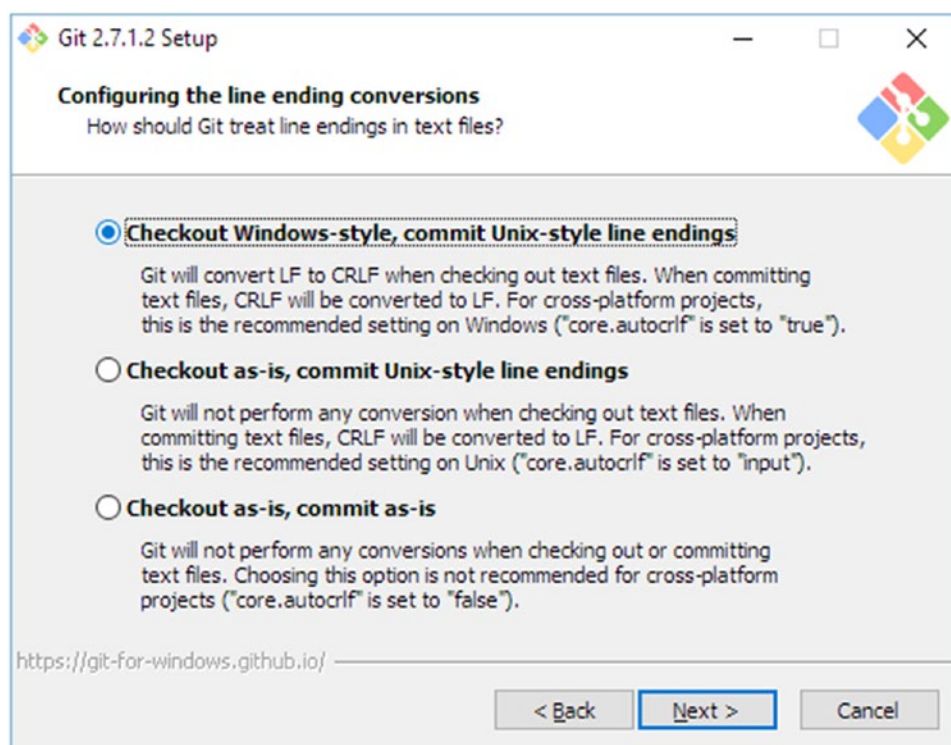 Git 2.7.1.2 Setup
Configuring the line ending conversions
How should Git treat line endings in text files?
Checkout Windows-style, commit Unix-style line endings
Git will convert LF to CRLF when checking out text files. When committing
text files, CRLF will be converted to LF. For cross-platform projects,
this is the recommended setting on Windows ("core.autocrlf" is set to "true").
Checkout as-is, commit Unix-style line endings
Git will not perform any conversion when checking out text files. When
committing text files, CRLF will be converted to LF. For cross-platform projects,
this is the recommended setting on Unix ("core.autocrlf" is set to "input").
Checkout as-is, commit as-is
Git will not perform any conversions when checking out or committing
text files. Choosing this option is not recommended for cross-platform
projects ("core.autocrlf" is set to "false").
https://git-for-windows.github.io/
< Back Next > Cancel